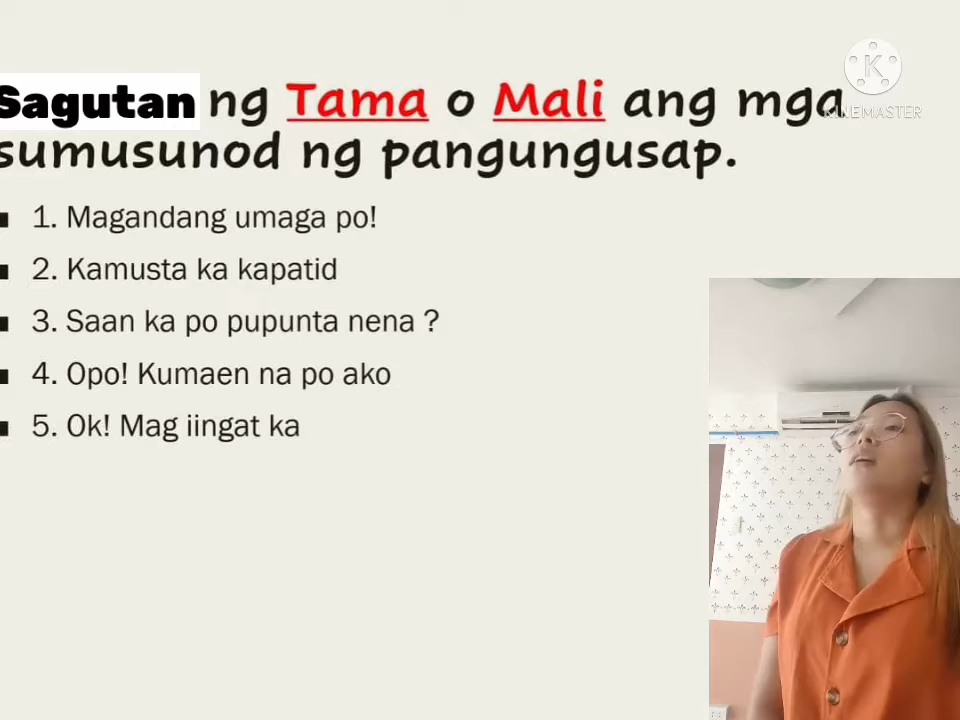 Sagutan ng Tama o Mali ang mga
sumusunod ng pangungusap.
1. Magandang umaga po!
2. Kamusta ka kapatid
3. Saan ka po pupunta nena ?
4. Opo! Kumaen na po ako
5. Ok! Mag iingat ka
K
KINEMASTER